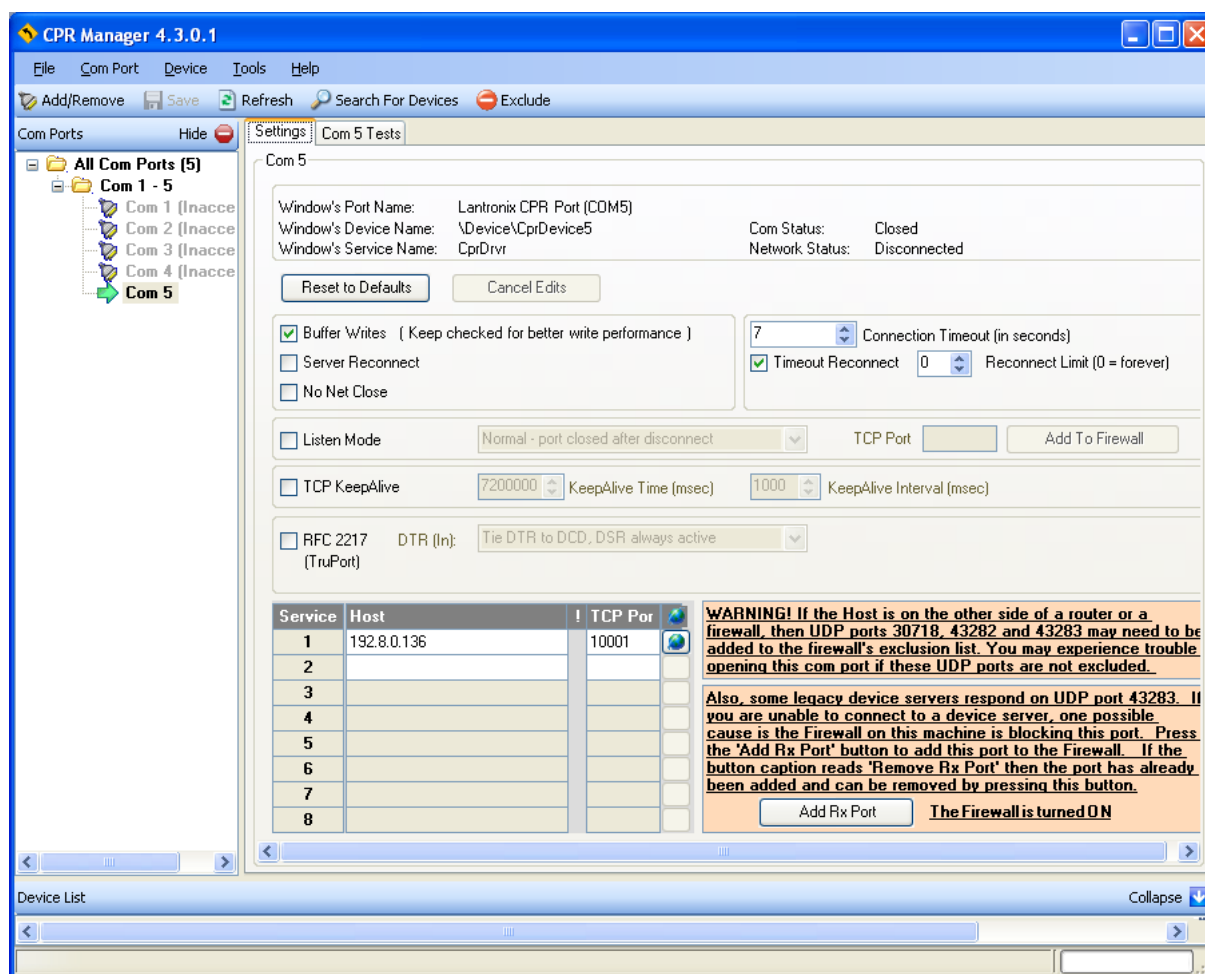 CPR Manager 4.3.0.1
File Com Port Device Tools Help
Add/Remove Save Refresh Search For Devices Exclude
Com Ports Hide
Settings Com 5 Tests
All Com Ports (5)
Com 1 - 5
Com 1 (Inacce
Com 2 (Inacce
Com 3 (Inacce
Com 4 (Inacce
Com 5
Com 5
Window's Port Name: Lantronix CPR Port (COM5)
Window's Device Name: \Device\CprDevice5 Com Status: Closed
Window's Service Name: CprDrvr Network Status: Disconnected
Reset to Defaults Cancel Edits
Buffer Writes ( Keep checked for better write performance )
Server Reconnect
No Net Close
7 Connection Timeout (in seconds)
Timeout Reconnect 0 Reconnect Limit (0 = forever)
Listen Mode Normal - port closed after disconnect TCP Port Add To Firewall
TCP KeepAlive 7200000 KeepAlive Time (msec) 1000 KeepAlive Interval (msec)
RFC 2217 DTR (In): Tie DTR to DCD, DSR always active
(TruPort)
Service Host ! TCP Por
1 192.8.0.136 10001
2
3
4
5
6
7
8
WARNING! If the Host is on the other side of a router or a
firewall, then UDP ports 30718, 43282 and 43283 may need to be
added to the firewall's exclusion list. You may experience trouble
opening this com port if these UDP ports are not excluded.
Also, some legacy device servers respond on UDP port 43283. If
you are unable to connect to a device server, one possible
cause is the Firewall on this machine is blocking this port. Press
the 'Add Rx Port' button to add this port to the Firewall. If the
button caption reads 'Remove Rx Port' then the port has already
been added and can be removed by pressing this button.
Add Rx Port The Firewall is turned ON
Device List Collapse